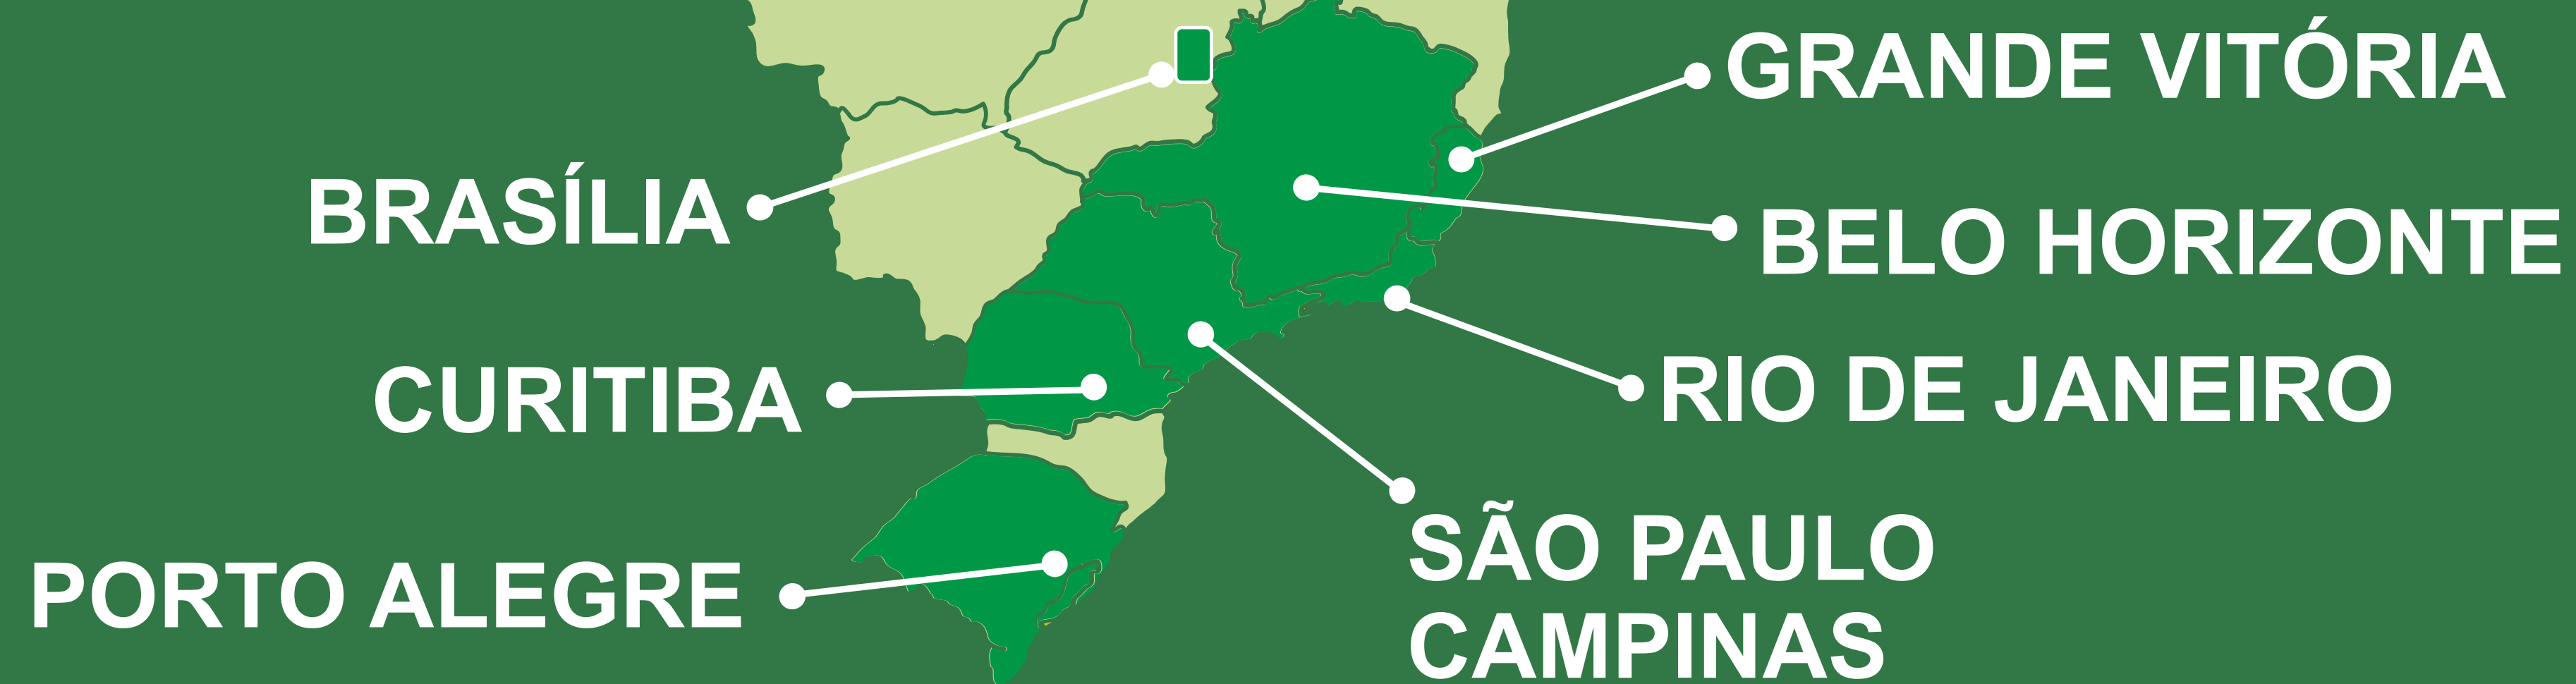 GRANDE VITÓRIA
BRASÍLIA
BELO HORIZONTE
CURITIBA
RIO DE JANEIRO
SÃO PAULO
CAMPINAS
PORTO ALEGRE